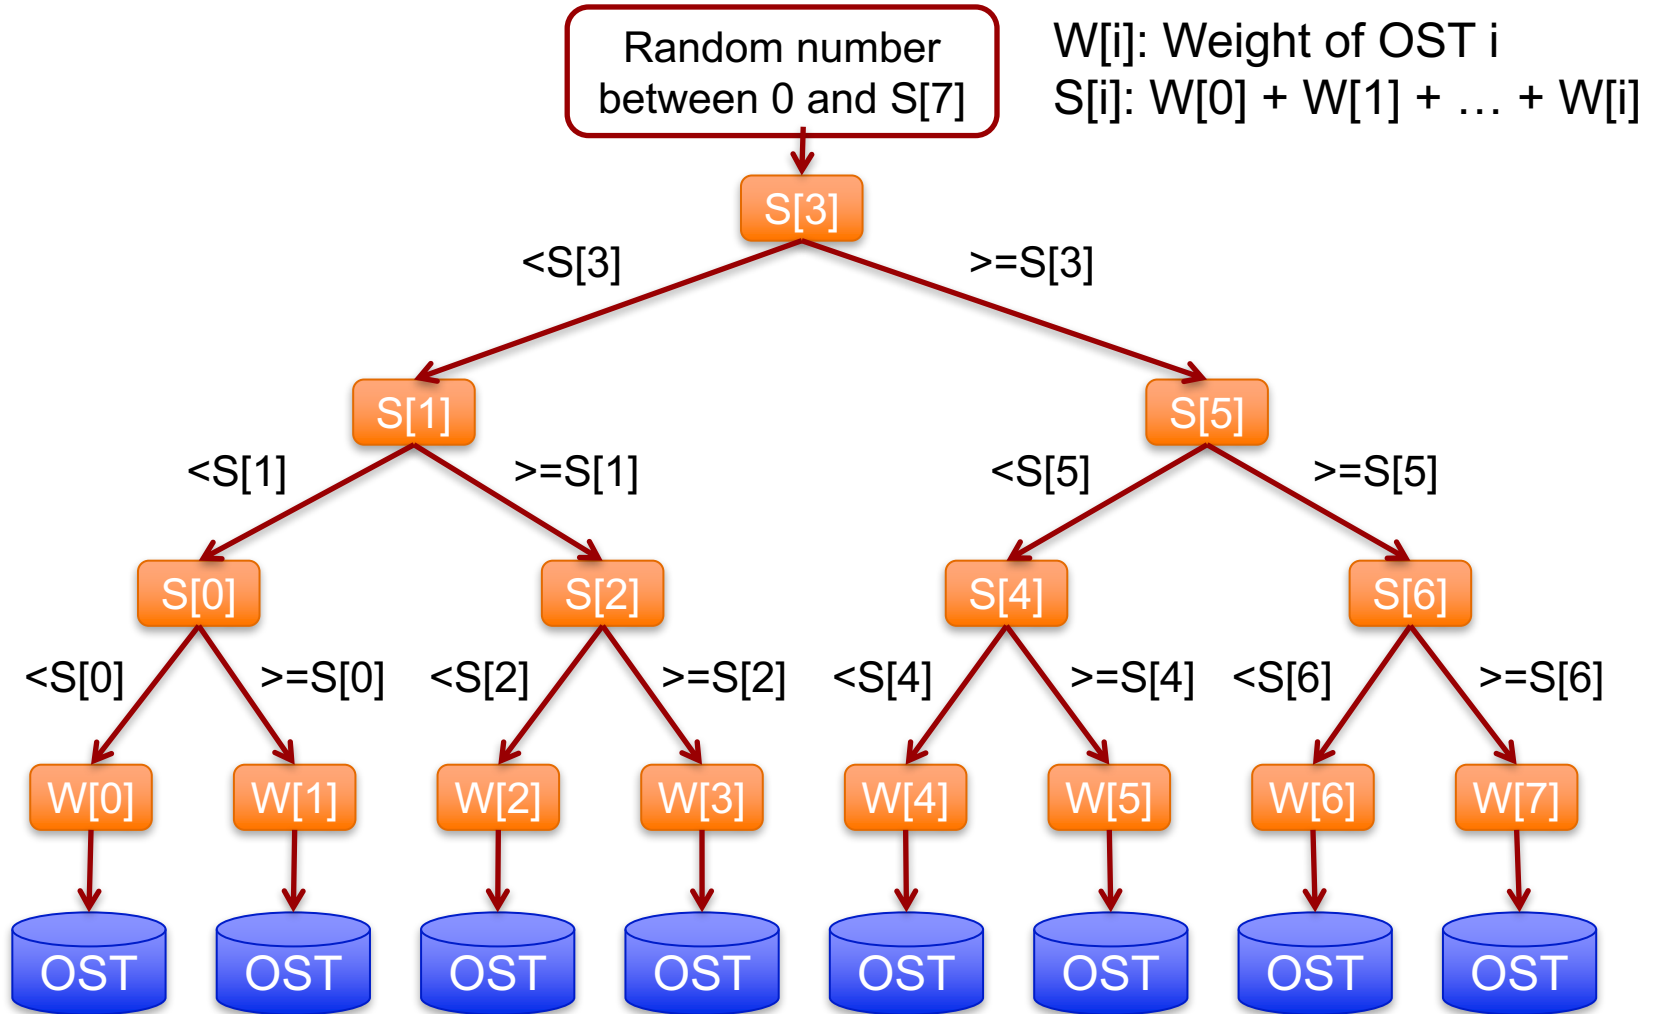 Random number
between 0 and S[7]
W[i]: Weight of OST i
S[i]: W[0] + W[1] + … + W[i]
S[3]
<S[3]
>=S[3]
S[1]
S[5]
<S[1]
>=S[1]
<S[5]
>=S[5]
S[0]
S[2]
S[4]
S[6]
<S[0]
>=S[0]
<S[2]
>=S[2]
<S[4]
>=S[4]
<S[6]
>=S[6]
W[0]
W[1]
W[2]
W[3]
W[4]
W[5]
W[6]
W[7]
OST
OST
OST
OST
OST
OST
OST
OST